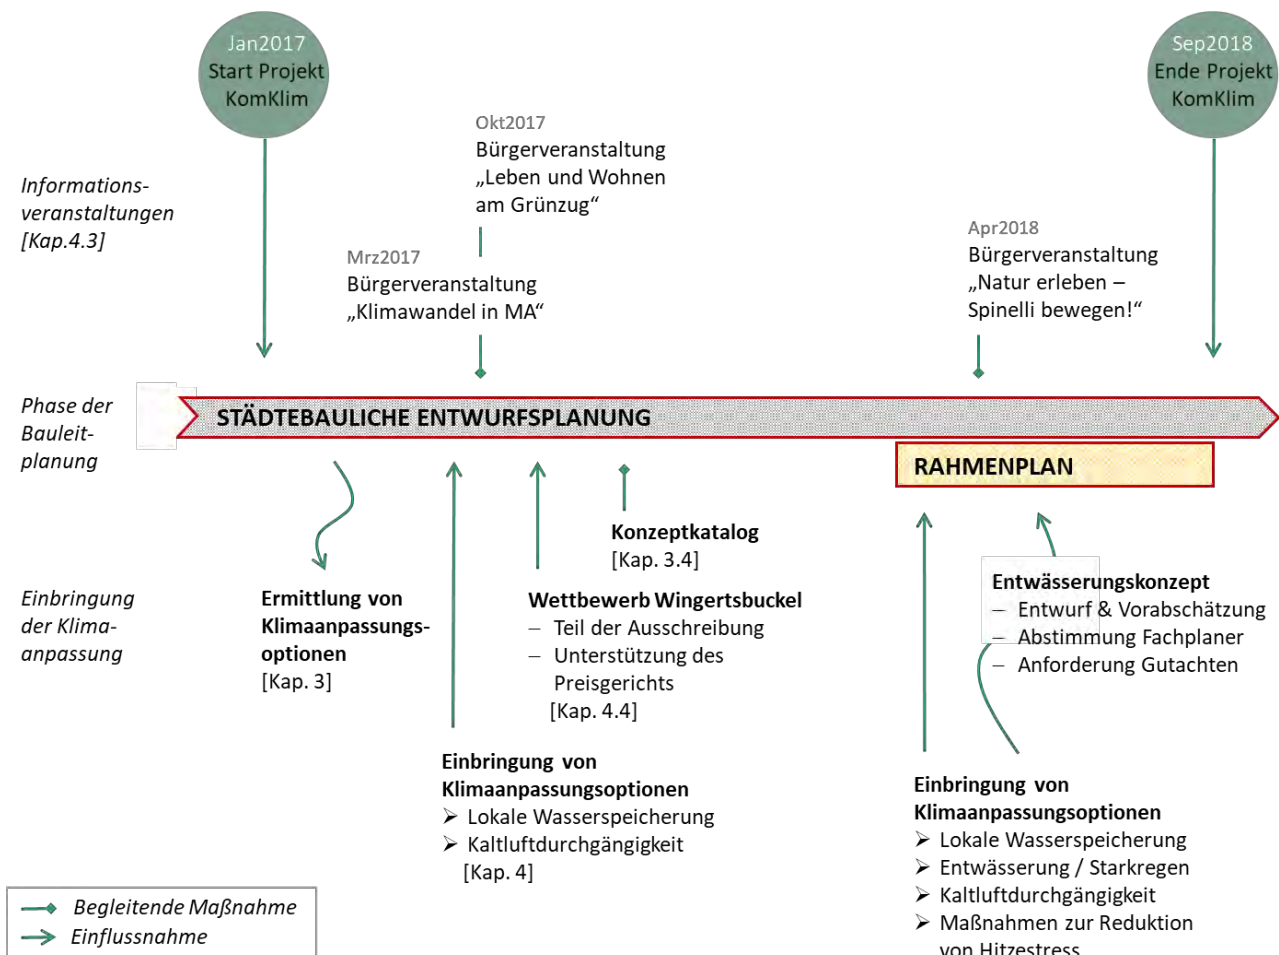 Jan2017
Start Projekt
KomKlim
Sep2018
Ende Projekt
KomKlim
Informations-
veranstaltungen
[Kap.4.3]
Okt2017
Bürgerveranstaltung
„Leben und Wohnen
am Grünzug“
Mrz2017
Bürgerveranstaltung
„Klimawandel in MA“
Apr2018
Bürgerveranstaltung
„Natur erleben –
Spinelli bewegen!“
Phase der
Bauleit-
planung
STÄDTEBAULICHE ENTWURFSPLANUNG
RAHMENPLAN
Einbringung
der Klima-
anpassung
Ermittlung von
Klimaanpassungs-
optionen
[Kap. 3]
Konzeptkatalog
[Kap. 3.4]
Wettbewerb Wingertsbuckel
– Teil der Ausschreibung
– Unterstützung des
Preisgerichts
[Kap. 4.4]
Einbringung von
Klimaanpassungsoptionen
➢ Lokale Wasserspeicherung
➢ Kaltluftdurchgängigkeit
[Kap. 4]
Entwässerungskonzept
– Entwurf & Vorabschätzung
– Abstimmung Fachplaner
– Anforderung Gutachten
Einbringung von
Klimaanpassungsoptionen
➢ Lokale Wasserspeicherung
➢ Entwässerung / Starkregen
➢ Kaltluftdurchgängigkeit
➢ Maßnahmen zur Reduktion
von Hitzestress
Begleitende Maßnahme
Einflussnahme